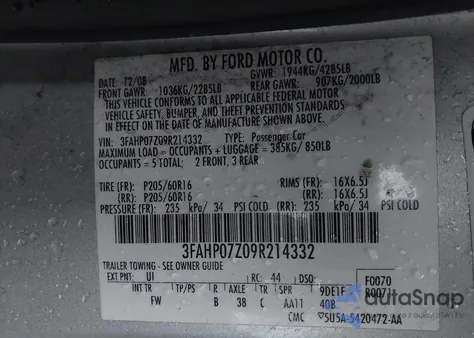 MFD. BY FORD MOTOR CO.
DATE: 12/08 GVWR: 1944KG/4285LB
FRONT GAWR: 1036KG/2285LB REAR GAWR: 907KG/2000LB
THIS VEHICLE CONFORMS TO ALL APPLICABLE FEDERAL MOTOR
VEHICLE SAFETY, BUMPER, AND THEFT PREVENTION STANDARDS
IN EFFECT ON THE DATE OF MANUFACTURE SHOWN ABOVE.
VIN: 3FAHP07Z09R214332 TYPE: Passenger Car
MAXIMUM LOAD = OCCUPANTS + LUGGAGE = 385KG/ 850LB
OCCUPANTS = 5 TOTAL; 2 FRONT, 3 REAR
TIRE (FR): P205/60R16 RIMS (FR): 16X6.5J
(RR): P205/60R16 (RR): 16X6.5J
PRESSURE (FR): 235 kPa/ 34 PSI COLD (RR): 235 kPa/ 34 PSI COLD
3FAHP07Z09R214332
TRAILER TOWING - SEE OWNER GUIDE F0070
EXT PNT: UI RC: 44 DSO: R0071
INT TR TP/PS R AXLE TR SPR 9DE1F
FW B 38 C AA11 40B
CMC 5U5A-5420472-AA
autoSnap